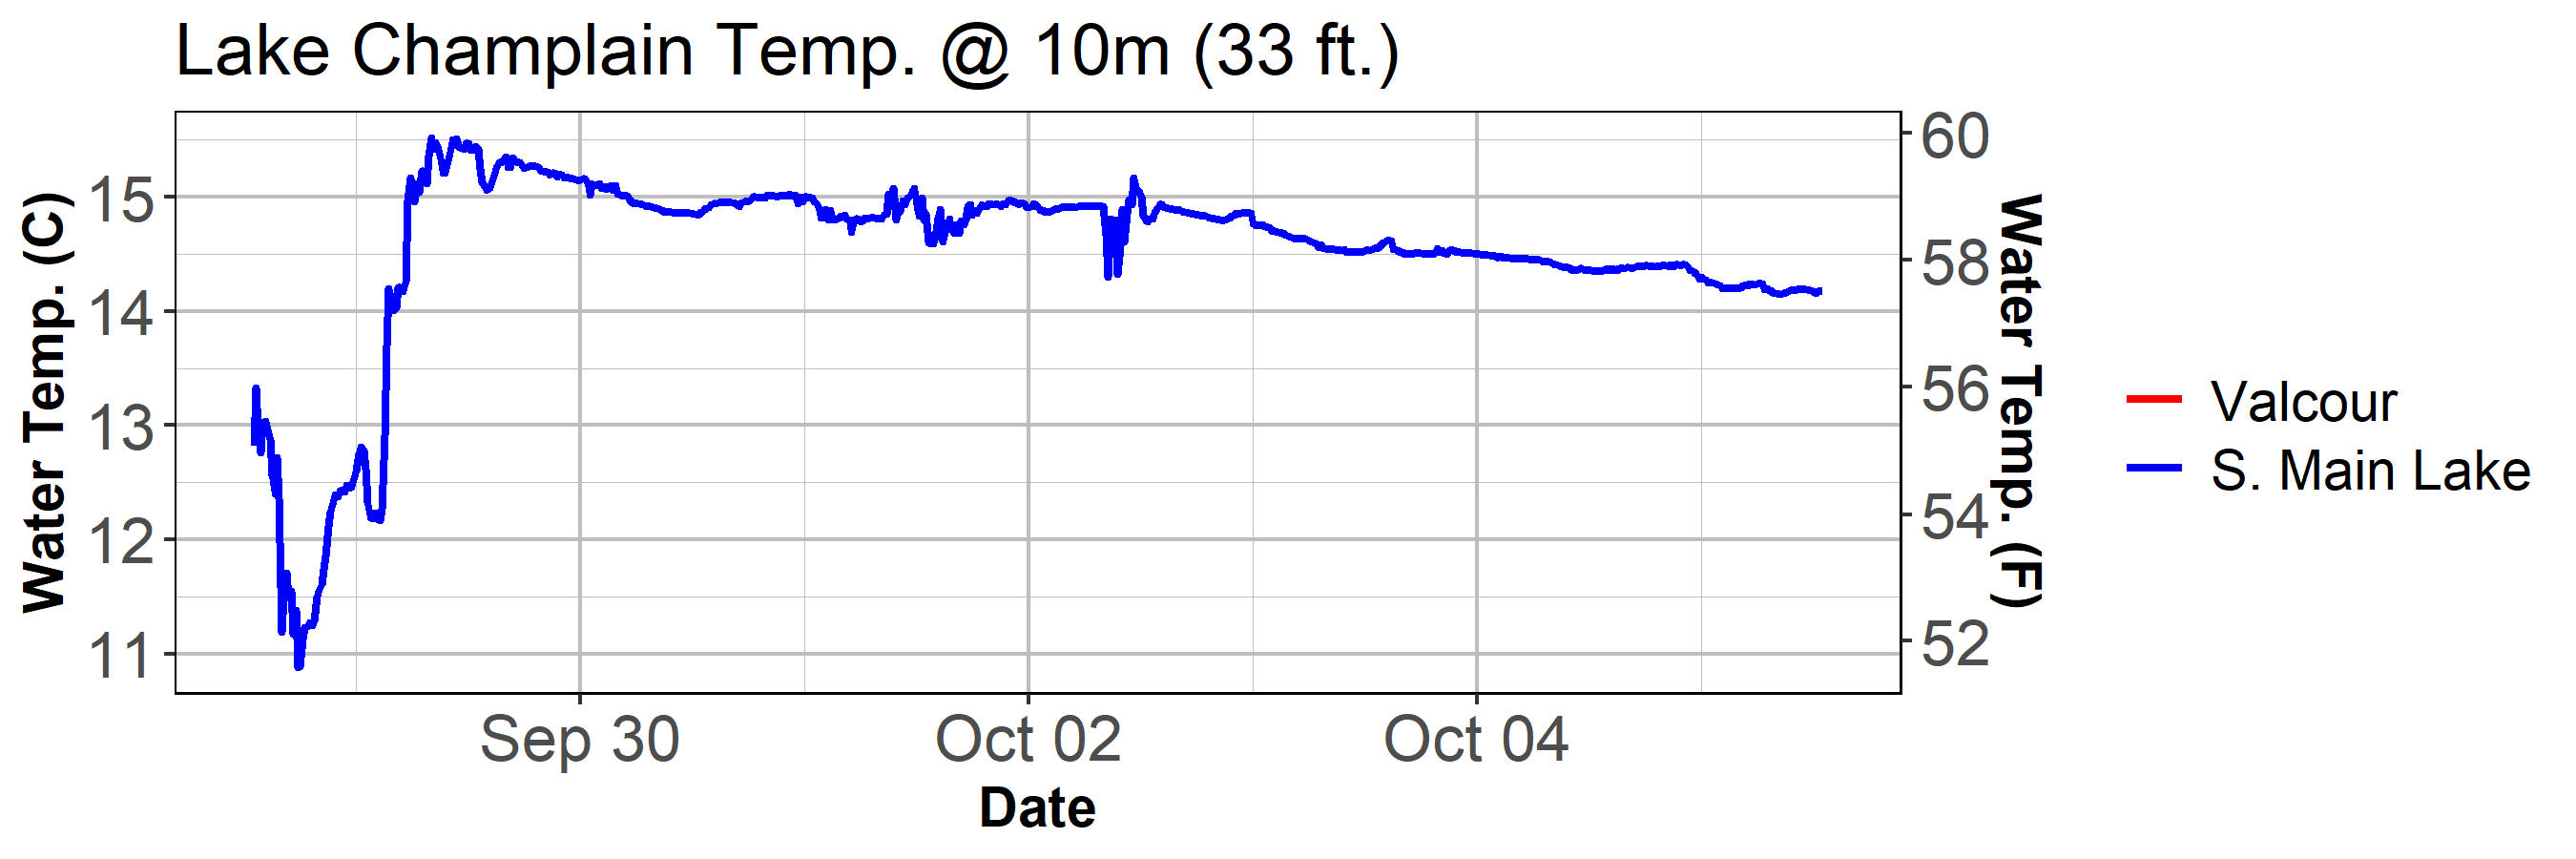 Lake Champlain Temp. @ 10m (33 ft.)
Water Temp. (C)
15
14
13
12
11
60
58
56
54
52
Water Temp. (F)
Sep 30
Oct 02
Oct 04
Date
Valcour
S. Main Lake